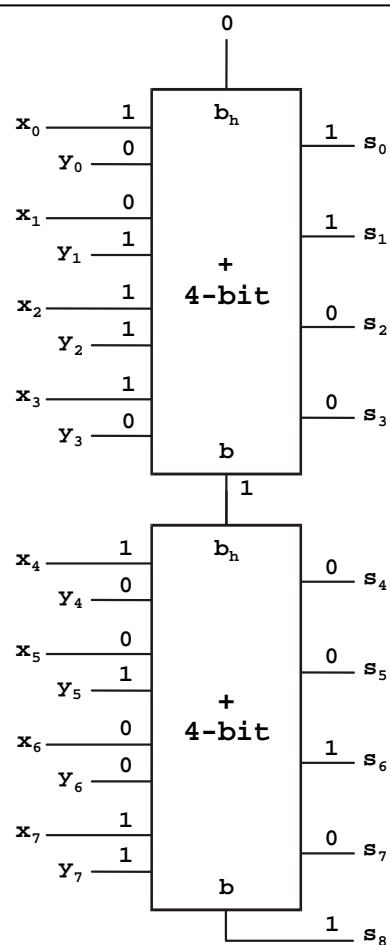 0
b_h
x₀ 1
y₀ 0
1 s₀
x₁ 0
y₁ 1
1 s₁
+
4-bit
x₂ 1
y₂ 1
0 s₂
x₃ 1
y₃ 0
0 s₃
b
1
b_h
x₄ 1
y₄ 0
0 s₄
x₅ 0
y₅ 1
0 s₅
+
4-bit
x₆ 0
y₆ 0
1 s₆
x₇ 1
y₇ 1
0 s₇
b
1 s₈